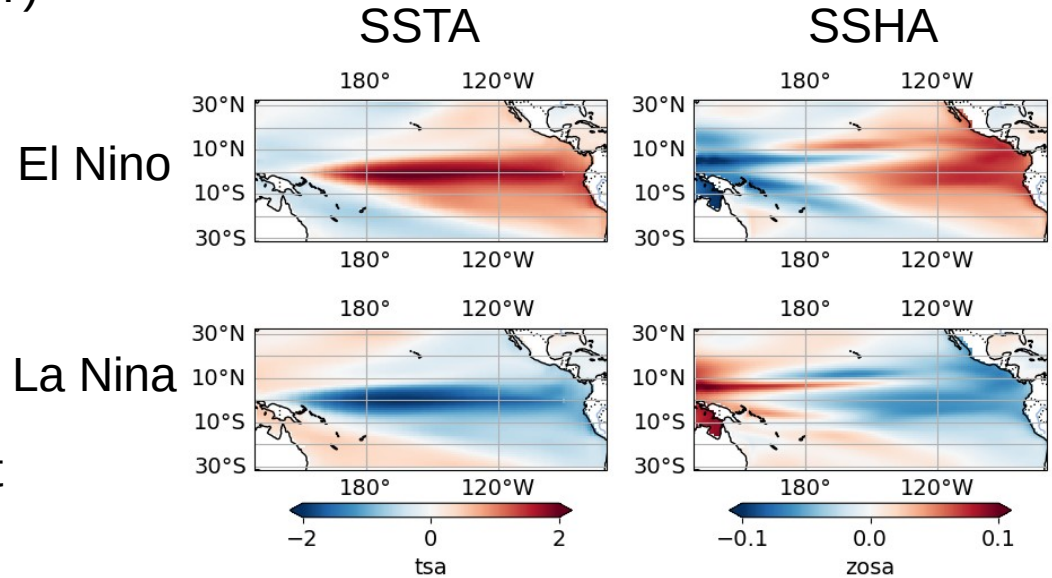 SSTA SSHA
180° 120°W 180° 120°W
30°N 30°N
El Nino 10°N 10°N
10°S 10°S
30°S 30°S
180° 120°W 180° 120°W
180° 120°W 180° 120°W
30°N 30°N
La Nina 10°N 10°N
10°S 10°S
30°S 30°S
180° 120°W 180° 120°W
−2 0 2 −0.1 0.0 0.1
tsa zosa